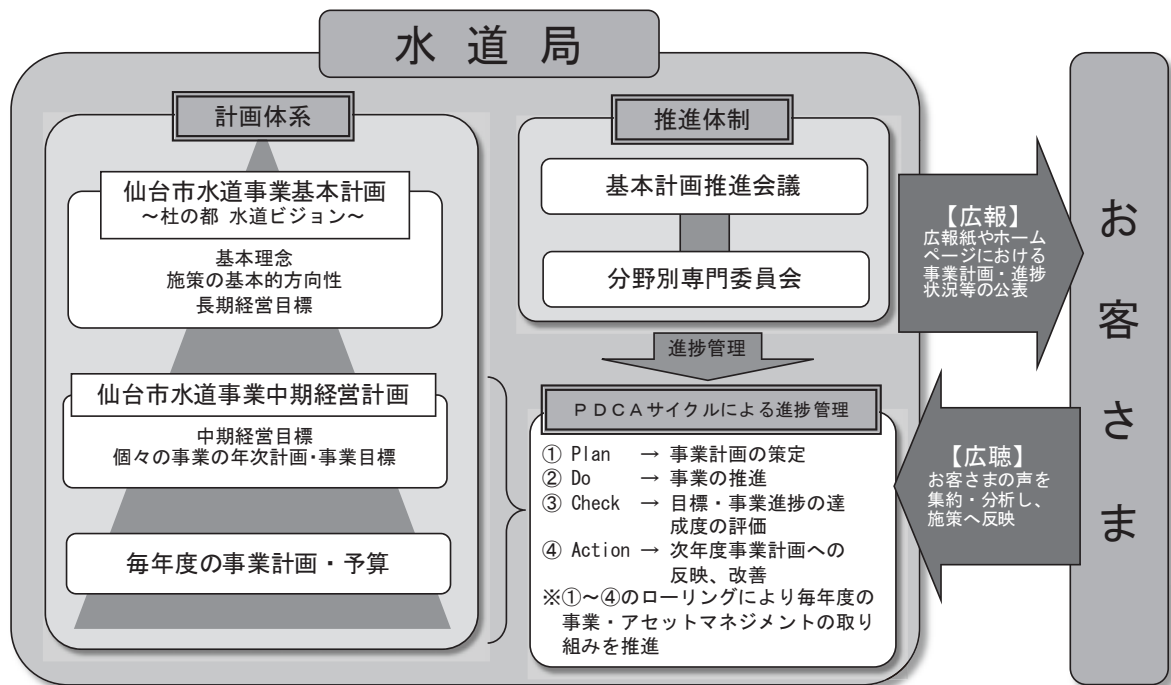 水道局
計画体系
仙台市水道事業基本計画
～杜の都 水道ビジョン～
基本理念
施策の基本的方向性
長期経営目標
仙台市水道事業中期経営計画
中期経営目標
個々の事業の年次計画・事業目標
毎年度の事業計画・予算
推進体制
基本計画推進会議
分野別専門委員会
進捗管理
ＰＤＣＡサイクルによる進捗管理
① Plan → 事業計画の策定
② Do → 事業の推進
③ Check → 目標・事業進捗の達
成度の評価
④ Action → 次年度事業計画への
反映、改善
※①～④のローリングにより毎年度の
事業・アセットマネジメントの取り
組みを推進
【広報】
広報紙やホーム
ページにおける
事業計画・進捗
状況等の公表
【広聴】
お客さまの声を
集約・分析し、
施策へ反映
お客さま